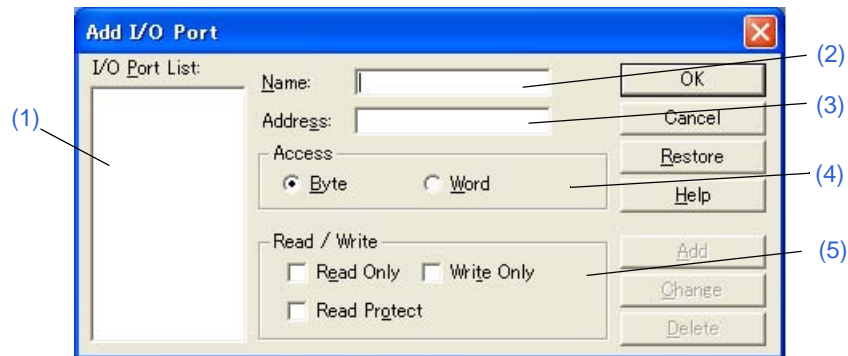 Add I/O Port
I/O Port List:
Name:
Address:
Access
Byte
Word
Read / Write
Read Only
Write Only
Read Protect
OK
Cancel
Restore
Help
Add
Change
Delete
(1)
(2)
(3)
(4)
(5)